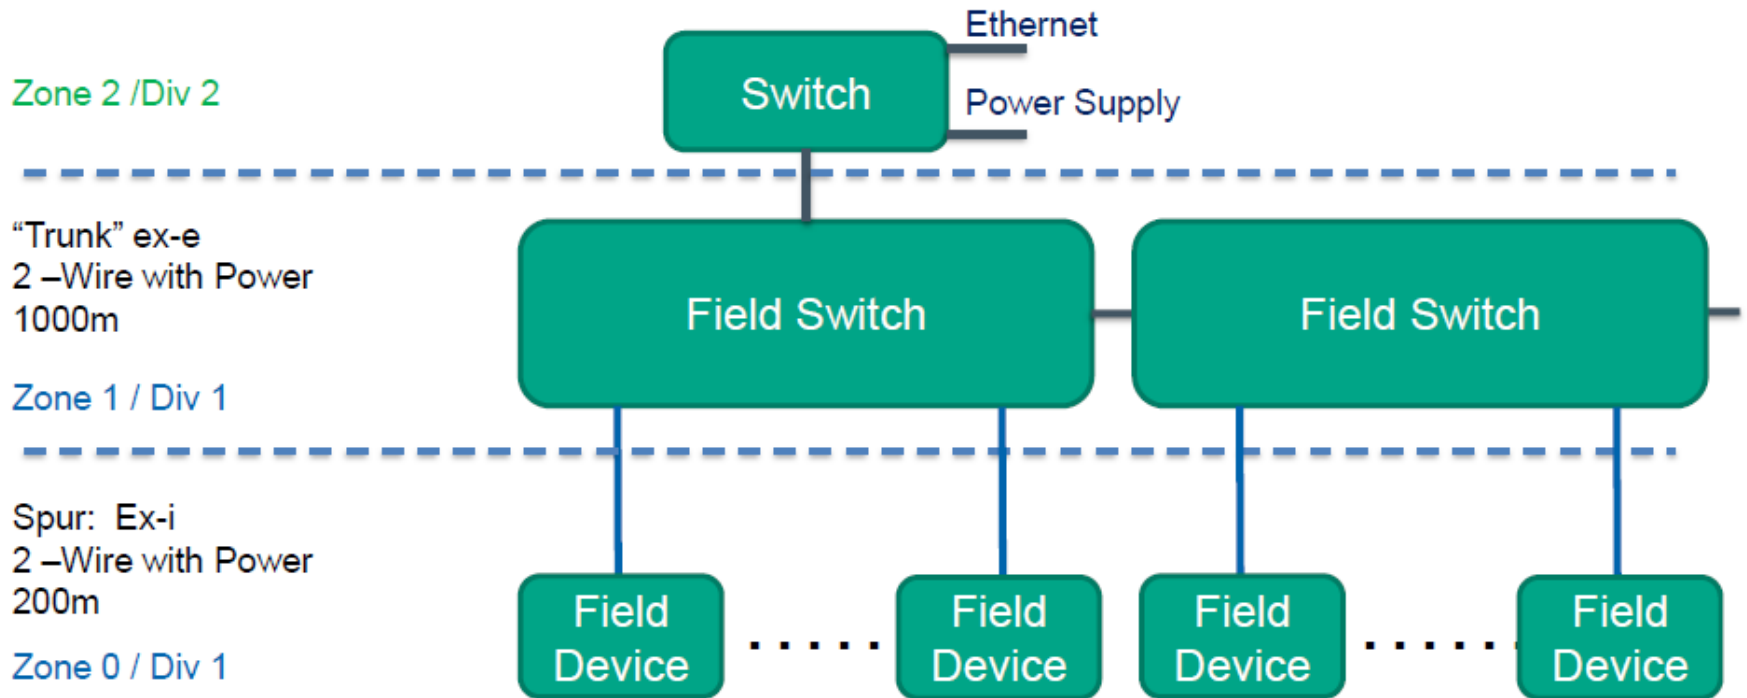 Ethernet
Zone 2 /Div 2
Switch
Power Supply
“Trunk” ex-e
2 –Wire with Power
1000m
Field Switch
Field Switch
Zone 1 / Div 1
Spur:  Ex-i
2 –Wire with Power
200m
Zone 0 / Div 1
Field
Device
. . . . .
Field
Device
Field
Device
. . . . . .
Field
Device